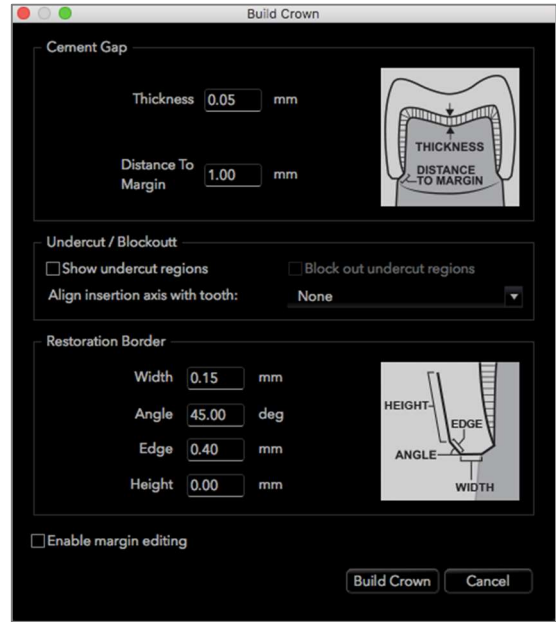 Build Crown
Cement Gap
Thickness 0.05 mm
Distance To
Margin 1.00 mm
THICKNESS
DISTANCE
TO MARGIN
Undercut / Blockoutt
Show undercut regions Block out undercut regions
Align insertion axis with tooth: None
Restoration Border
Width 0.15 mm
Angle 45.00 deg
Edge 0.40 mm
Height 0.00 mm
HEIGHT
EDGE
ANGLE
WIDTH
Enable margin editing
Build Crown Cancel